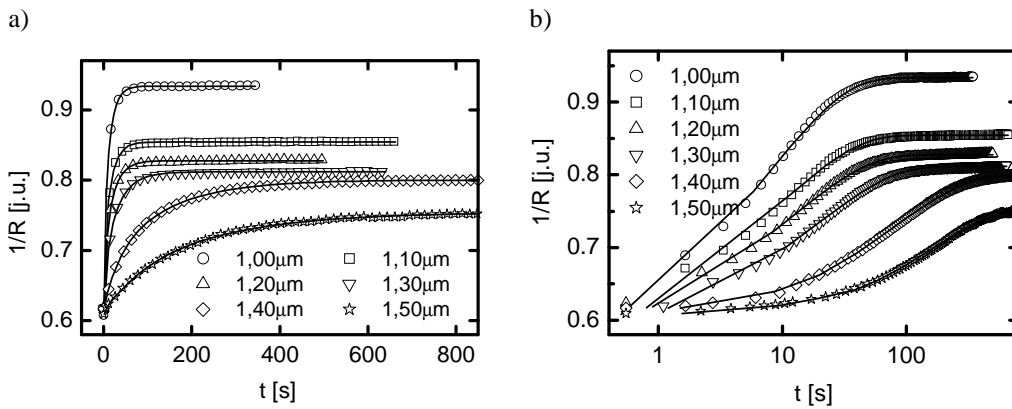 a)
1/R [j.u.]
0.9
0.8
0.7
0.6
1,00μm 1,10μm
1,20μm 1,30μm
1,40μm 1,50μm
0 200 400 600 800
t [s]
b)
1/R [j.u.]
0.9
0.8
0.7
0.6
1,00μm
1,10μm
1,20μm
1,30μm
1,40μm
1,50μm
1 10 100
t [s]